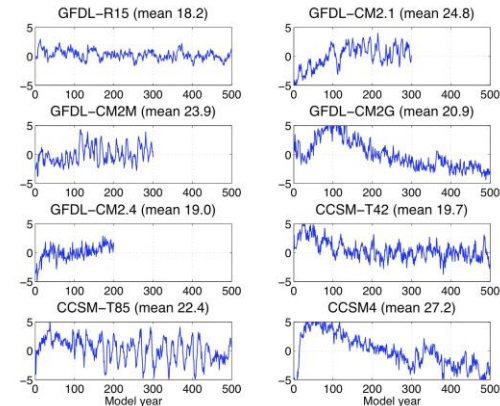 GFDL-R15 (mean 18.2)
GFDL-CM2.1 (mean 24.8)
5
0
−5
0 100 200 300 400 500
5
0
−5
0 100 200 300 400 500
GFDL-CM2M (mean 23.9)
GFDL-CM2G (mean 20.9)
5
0
−5
0 100 200 300 400 500
5
0
−5
0 100 200 300 400 500
GFDL-CM2.4 (mean 19.0)
CCSM-T42 (mean 19.7)
5
0
−5
0 100 200 300 400 500
5
0
−5
0 100 200 300 400 500
CCSM-T85 (mean 22.4)
CCSM4 (mean 27.2)
5
0
−5
0 100 200 300 400 500
Model year
5
0
−5
0 100 200 300 400 500
Model year